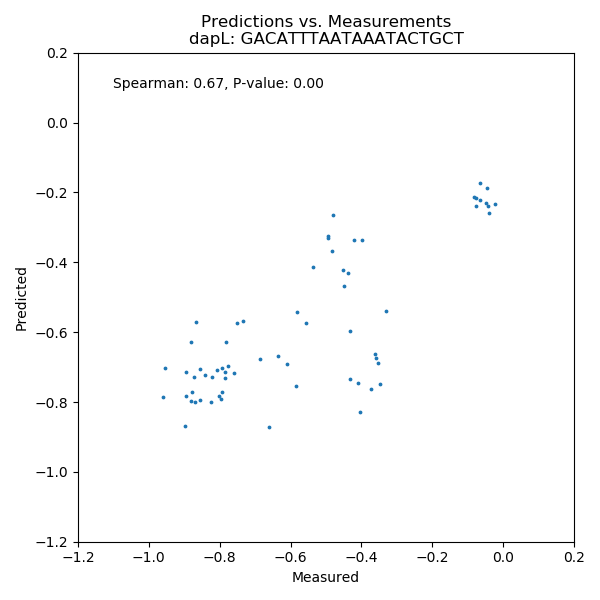 Predictions vs. Measurements
dapL: GACATTTAATAAATACTGCT
Spearman: 0.67, P-value: 0.00
0.2
0.0
−0.2
−0.4
−0.6
−0.8
−1.0
−1.2
Predicted
−1.2 −1.0 −0.8 −0.6 −0.4 −0.2 0.0 0.2
Measured